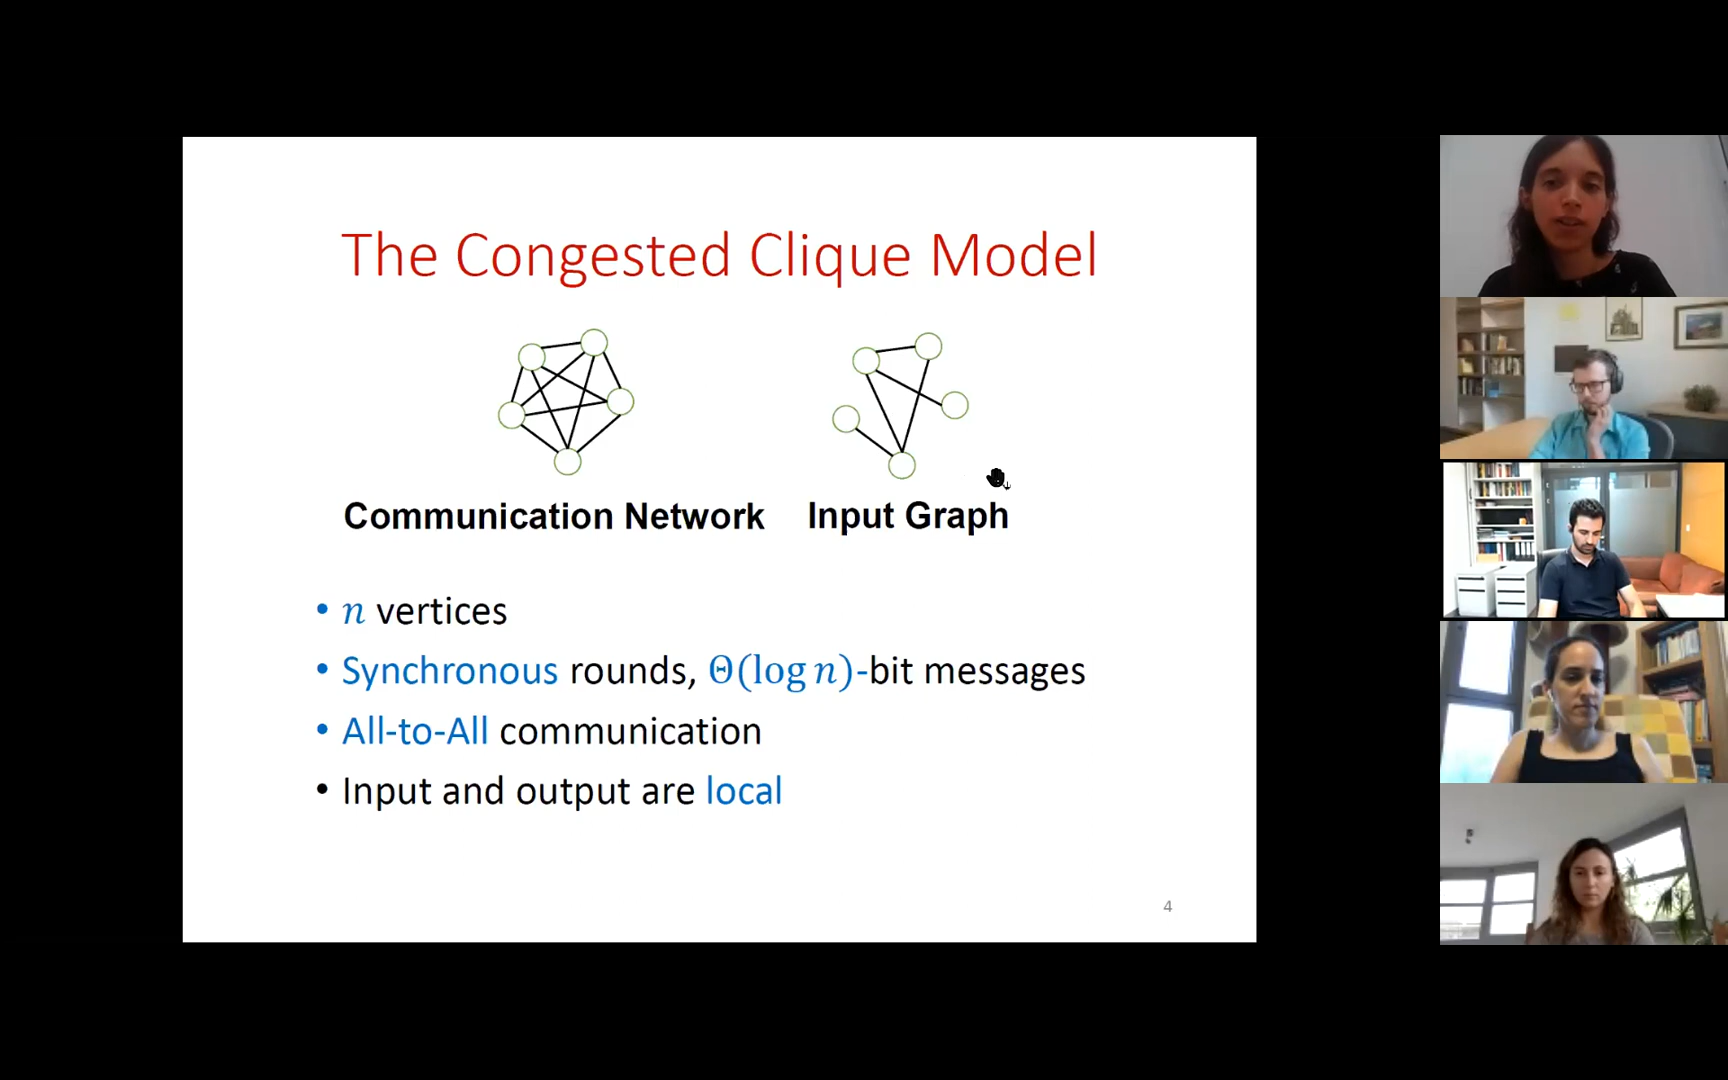 The Congested Clique Model
Communication Network
Input Graph
• n vertices
• Synchronous rounds, Θ(log n)-bit messages
• All-to-All communication
• Input and output are local
4